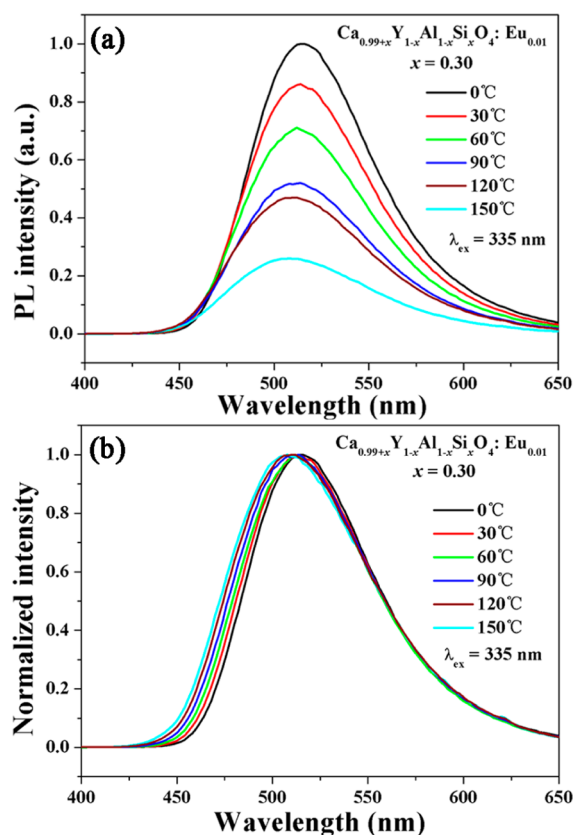 (a)
Ca0.99+xY1-xAl1-xSixO4: Eu0.01
x = 0.30
0℃
30℃
60℃
90℃
120℃
150℃
λex = 335 nm
PL intensity (a.u.)
1.0
0.8
0.6
0.4
0.2
0.0
400 450 500 550 600 650
Wavelength (nm)
(b)
Ca0.99+xY1-xAl1-xSixO4: Eu0.01
x = 0.30
0℃
30℃
60℃
90℃
120℃
150℃
λex = 335 nm
Normalized intensity
1.0
0.8
0.6
0.4
0.2
0.0
400 450 500 550 600 650
Wavelength (nm)